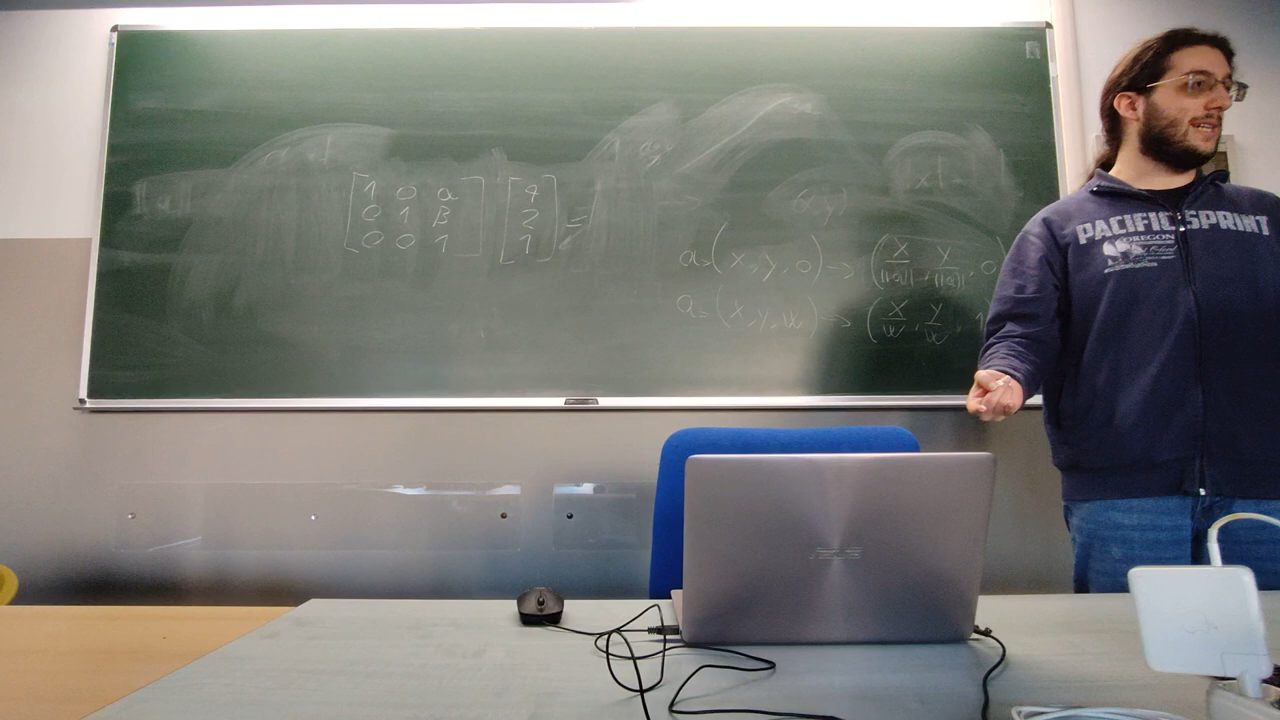 [1 0 a] [4]
[0 1 B] [2] =
[0 0 1] [1]
a=(x, y, 0) → (x/||a||, y/||a||, 0)
a=(x, y, w) → (x/w, y/w, 1
PACIFIC SPRINT
OREGON
ASUS